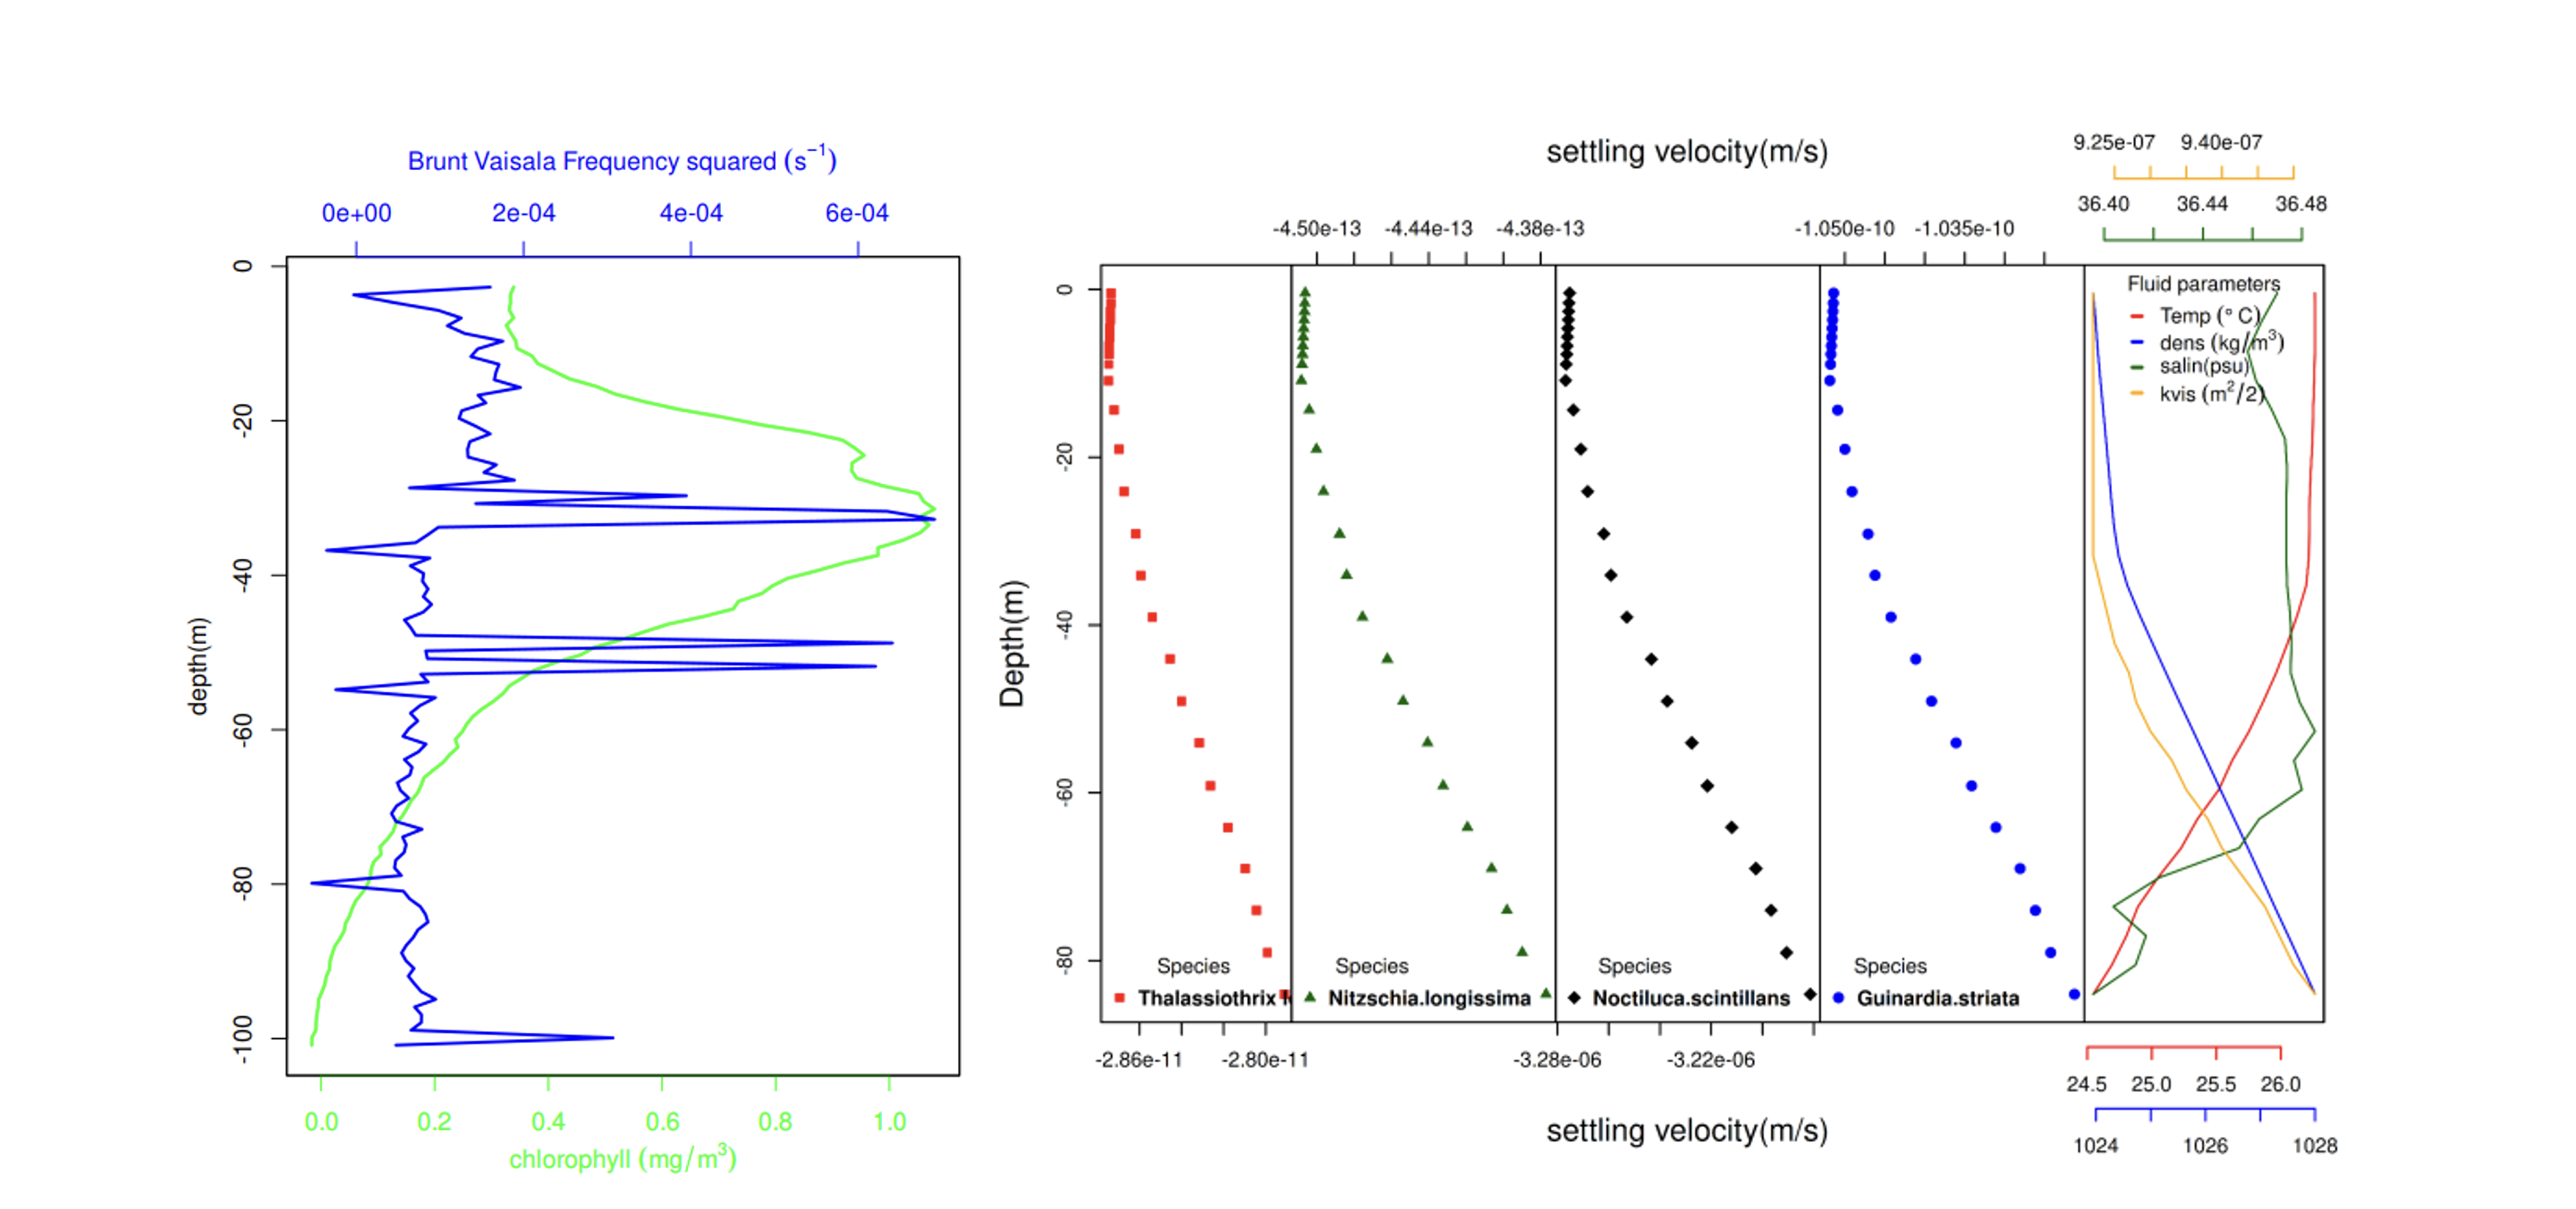 Brunt Vaisala Frequency squared (s⁻¹)
0e+00 2e-04 4e-04 6e-04
0
-20
-40
-60
-80
-100
depth(m)
0.0 0.2 0.4 0.6 0.8 1.0
chlorophyll (mg/m³)
settling velocity(m/s)
-4.50e-13 -4.44e-13 -4.38e-13
-1.050e-10 -1.035e-10
9.25e-07 9.40e-07
36.40 36.44 36.48
0
-20
-40
-60
-80
Depth(m)
Fluid parameters
Temp (° C)
dens (kg/m³)
salin(psu)
kvis (m²/2)
Species
Thalassiothrix
Species
Nitzschia.longissima
Species
Noctiluca.scintillans
Species
Guinardia.striata
-2.86e-11 -2.80e-11
-3.28e-06 -3.22e-06
settling velocity(m/s)
24.5 25.0 25.5 26.0
1024 1026 1028